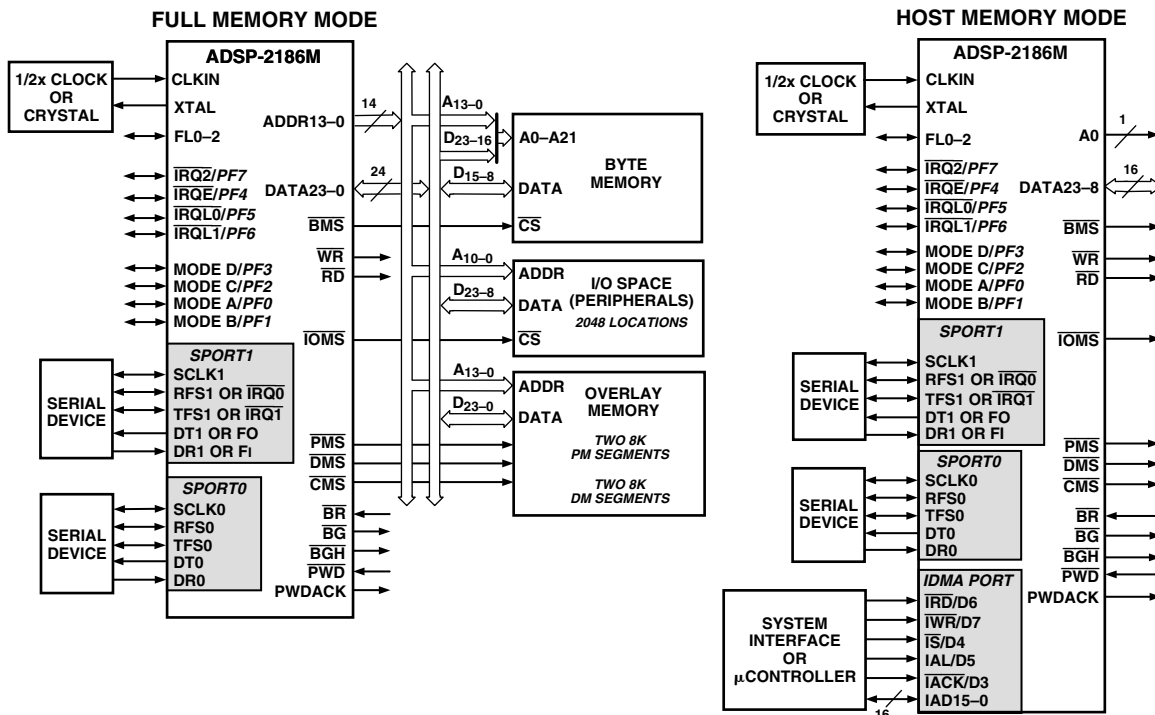 FULL MEMORY MODE
ADSP-2186M
1/2x CLOCK
OR
CRYSTAL
CLKIN
XTAL
FL0–2
IRQ2/PF7
IRQE/PF4
IRQL0/PF5
IRQL1/PF6
MODE D/PF3
MODE C/PF2
MODE A/PF0
MODE B/PF1
SERIAL
DEVICE
SPORT1
SCLK1
RFS1 OR IRQ0
TFS1 OR IRQ1
DT1 OR FO
DR1 OR FI
SERIAL
DEVICE
SPORT0
SCLK0
RFS0
TFS0
DT0
DR0
ADDR13–0
14
DATA23–0
24
BMS
WR
RD
IOMS
PMS
DMS
CMS
BR
BG
BGH
PWD
PWDACK
A13–0
D23–16
D15–8
A0–A21
DATA
CS
BYTE
MEMORY
A10–0
D23–8
ADDR
DATA
CS
I/O SPACE
(PERIPHERALS)
2048 LOCATIONS
A13–0
D23–0
ADDR
DATA
OVERLAY
MEMORY
TWO 8K
PM SEGMENTS
TWO 8K
DM SEGMENTS
HOST MEMORY MODE
ADSP-2186M
1/2x CLOCK
OR
CRYSTAL
CLKIN
XTAL
FL0–2
IRQ2/PF7
IRQE/PF4
IRQL0/PF5
IRQL1/PF6
MODE D/PF3
MODE C/PF2
MODE A/PF0
MODE B/PF1
SERIAL
DEVICE
SPORT1
SCLK1
RFS1 OR IRQ0
TFS1 OR IRQ1
DT1 OR FO
DR1 OR FI
SERIAL
DEVICE
SPORT0
SCLK0
RFS0
TFS0
DT0
DR0
SYSTEM
INTERFACE
OR
µCONTROLLER
IDMA PORT
IRD/D6
IWR/D7
IS/D4
IAL/D5
IACK/D3
IAD15–0
16
A0
1
DATA23–8
16
BMS
WR
RD
IOMS
PMS
DMS
CMS
BR
BG
BGH
PWD
PWDACK